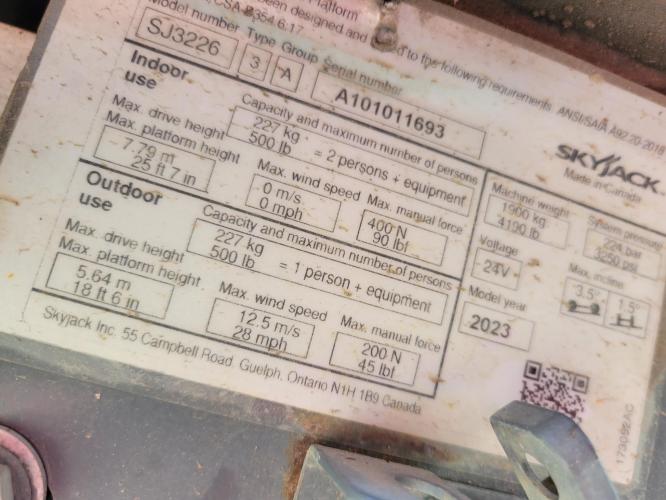 Platform
been designed and
to the following requirements ANSI/SAIA A92.20-2018
CSA B354.6:17
Model number Type Group Serial number
SJ3226 3 A A101011693
SKYJACK
Made in Canada
Indoor
use
Capacity and maximum number of persons
227 kg
500 lb
= 2 persons + equipment
Max. drive height
Max. platform height
7.79 m
25 ft 7 in
Max. wind speed
0 m/s
0 mph
Max. manual force
400 N
90 lbf
Outdoor
use
Capacity and maximum number of persons
227 kg
500 lb
= 1 person + equipment
Max. drive height
Max. platform height
5.64 m
18 ft 6 in
Max. wind speed
12.5 m/s
28 mph
Max. manual force
200 N
45 lbf
Machine weight
1900 kg
4190 lb
System pressure
224 bar
3250 psi
Voltage
24V
Max. incline
3.5° 1.5°
Model year
2023
Skyjack Inc. 55 Campbell Road, Guelph, Ontario N1H 1B9 Canada